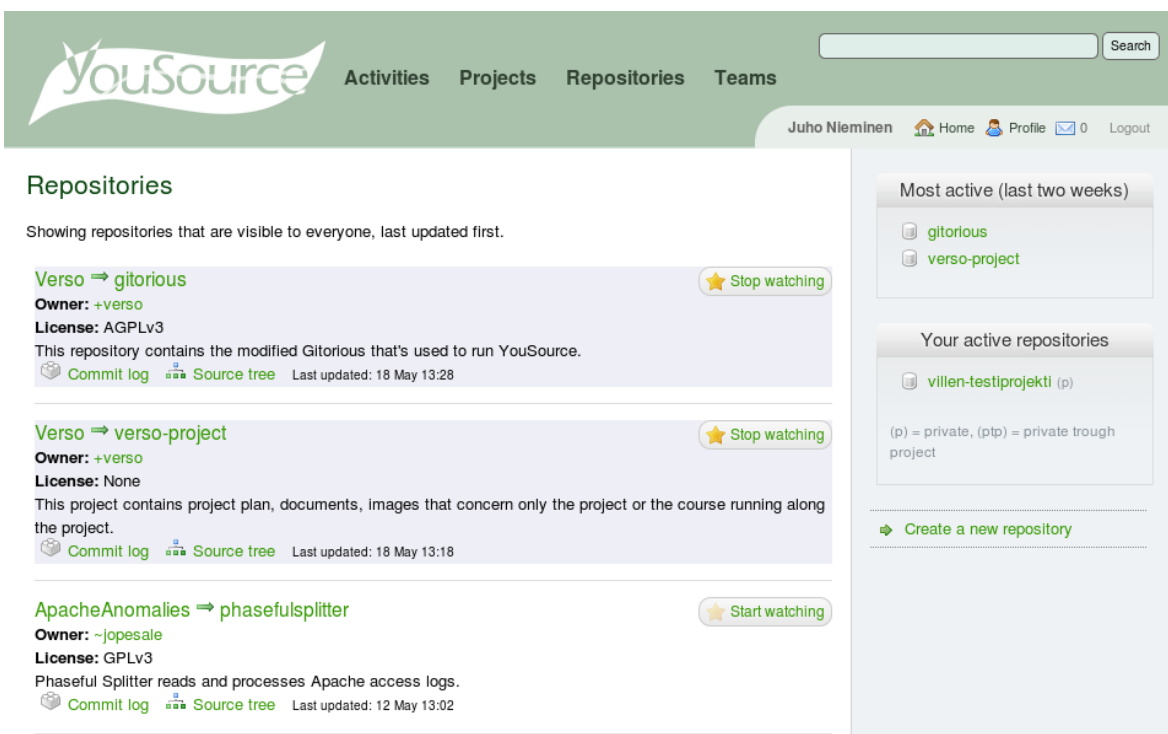 YouSource
Activities Projects Repositories Teams
Search
Juho Nieminen Home Profile 0 Logout
Repositories
Showing repositories that are visible to everyone, last updated first.
Verso ⇒ gitorious
Stop watching
Owner: +verso
License: AGPLv3
This repository contains the modified Gitorious that's used to run YouSource.
Commit log Source tree Last updated: 18 May 13:28
Verso ⇒ verso-project
Stop watching
Owner: +verso
License: None
This project contains project plan, documents, images that concern only the project or the course running along
the project.
Commit log Source tree Last updated: 18 May 13:18
ApacheAnomalies ⇒ phasefulsplitter
Start watching
Owner: ~jopesale
License: GPLv3
Phaseful Splitter reads and processes Apache access logs.
Commit log Source tree Last updated: 12 May 13:02
Most active (last two weeks)
gitorious
verso-project
Your active repositories
villen-testiprojekti (p)
(p) = private, (ptp) = private trough
project
Create a new repository